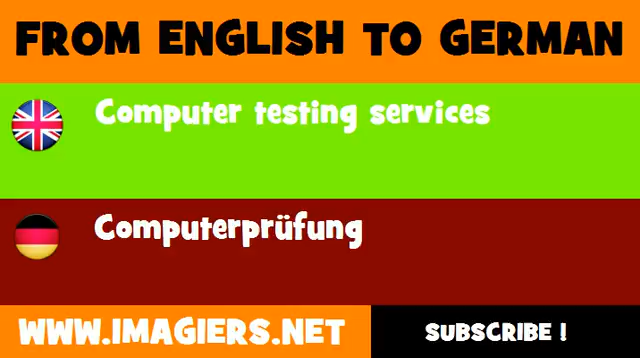 FROM ENGLISH TO GERMAN
Computer testing services
Computerprüfung
WWW.IMAGIERS.NET
SUBSCRIBE !